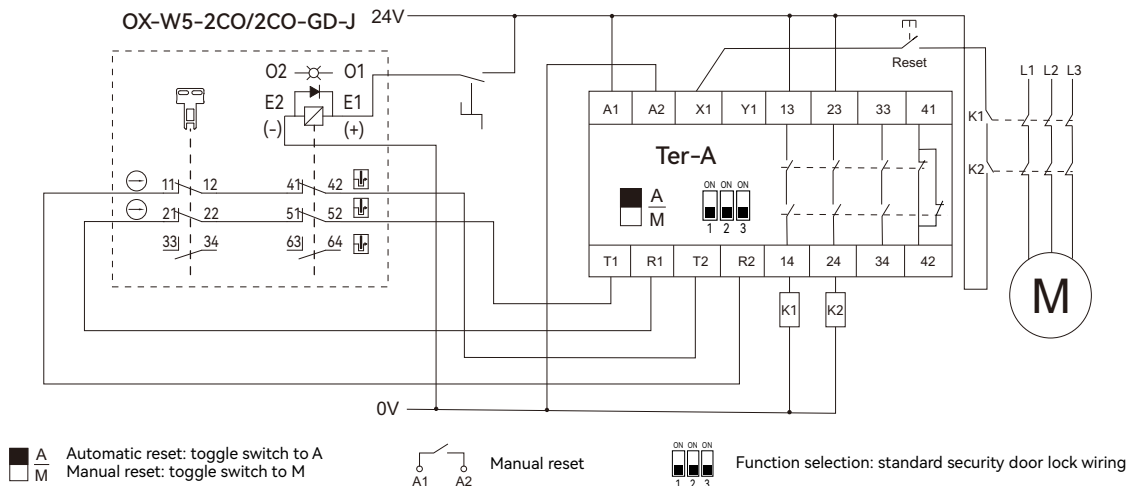 OX-W5-2CO/2CO-GD-J
24V
O2 O1
E2 E1
(-) (+)
11 12 41 42
21 22 51 52
33 34 63 64
Reset
L1 L2 L3
K1
K2
A1 A2 X1 Y1 13 23 33 41
Ter-A
A
M
ON ON ON
1 2 3
T1 R1 T2 R2 14 24 34 42
K1 K2
M
0V
A
M
Automatic reset: toggle switch to A
Manual reset: toggle switch to M
A1 A2
Manual reset
ON ON ON
1 2 3
Function selection: standard security door lock wiring